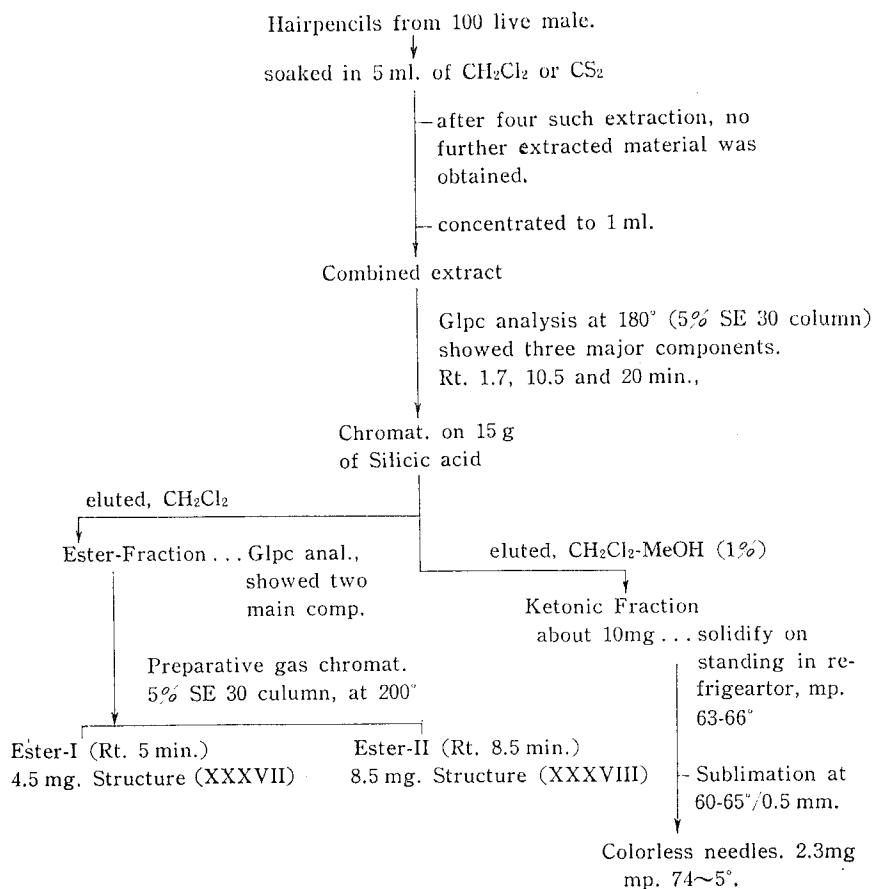 Hairpencils from 100 live male.
soaked in 5 ml. of CH₂Cl₂ or CS₂
after four such extraction, no
further extracted material was
obtained.
concentrated to 1 ml.
Combined extract
Glpc analysis at 180° (5% SE 30 column)
showed three major components.
Rt. 1.7, 10.5 and 20 min.,
Chromat. on 15 g
of Silicic acid
eluted, CH₂Cl₂
Ester-Fraction . . . Glpc anal.,
showed two
main comp.
eluted, CH₂Cl₂-MeOH (1%)
Ketonic Fraction
about 10mg . . . solidify on
standing in re-
frigeartor, mp.
63-66°
Preparative gas chromat.
5% SE 30 culumn, at 200°
Ester-I (Rt. 5 min.)
4.5 mg. Structure (XXXVII)
Ester-II (Rt. 8.5 min.)
8.5 mg. Structure (XXXVIII)
Sublimation at
60-65°/0.5 mm.
Colorless needles. 2.3mg
mp. 74~5°.